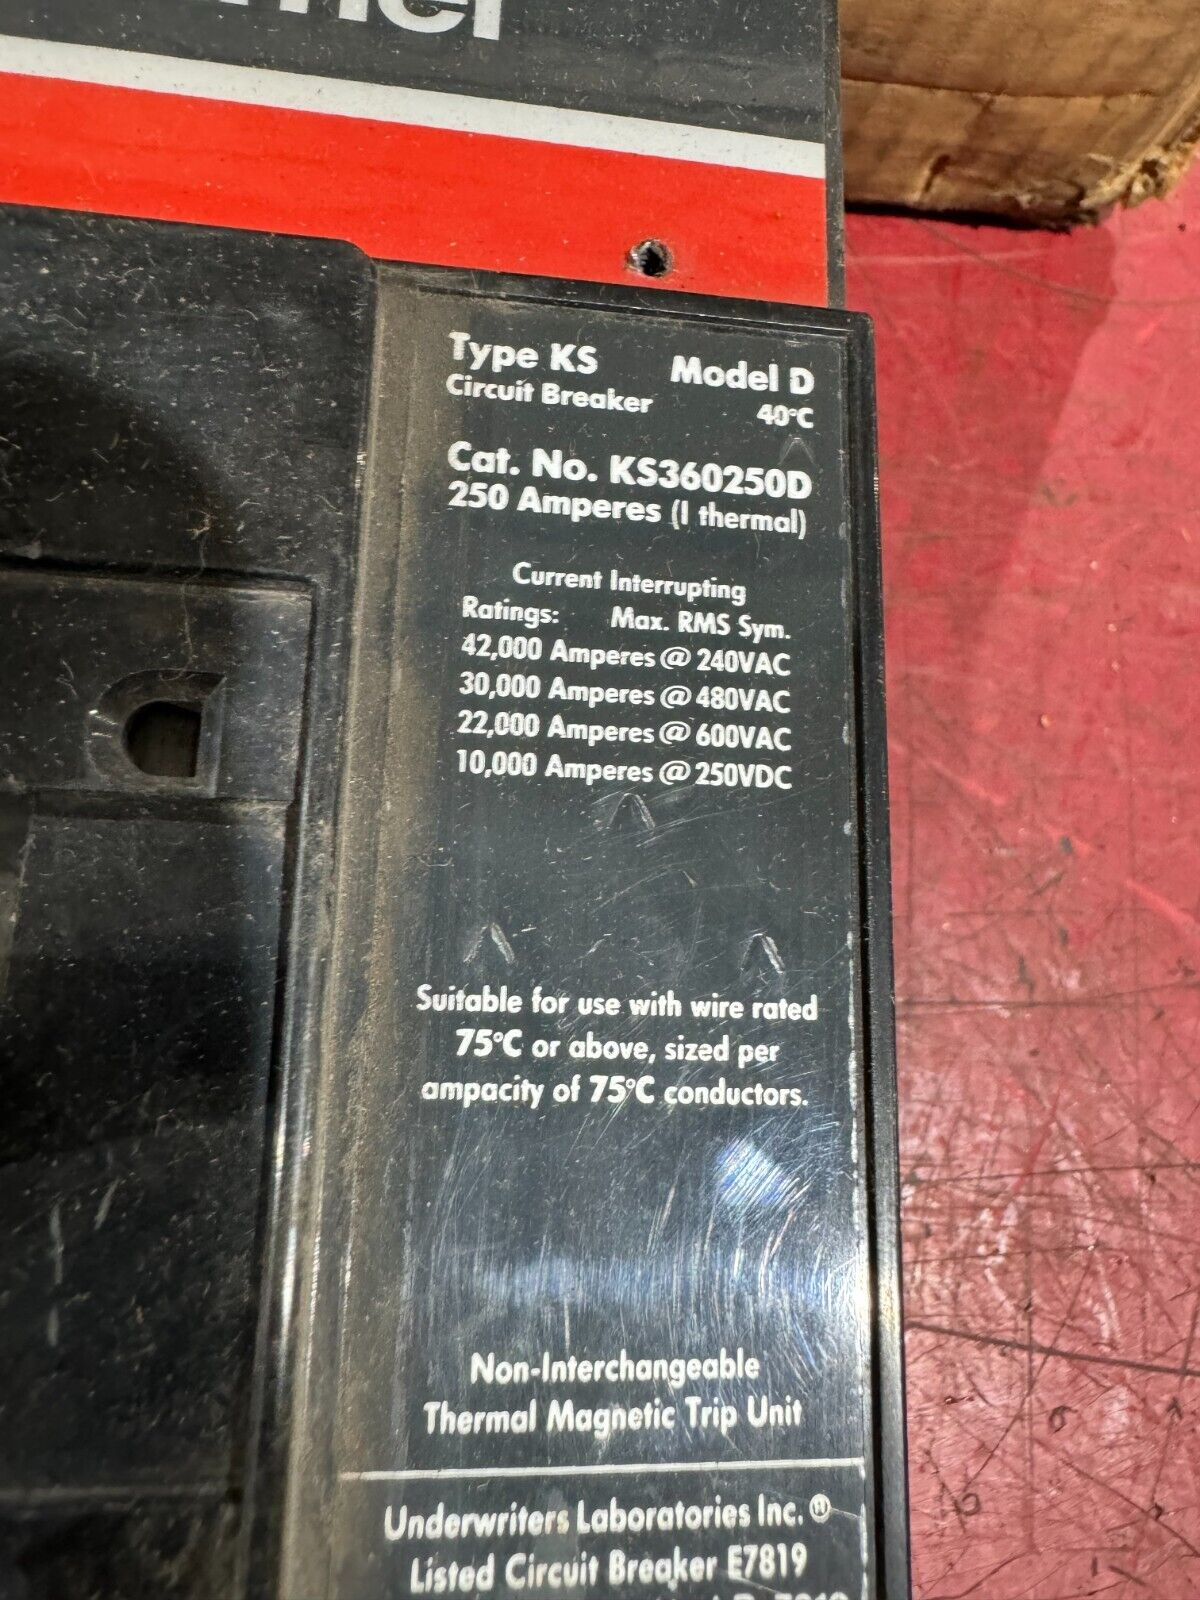 Type KS Model D
Circuit Breaker 40°C
Cat. No. KS360250D
250 Amperes (I thermal)
Current Interrupting
Ratings: Max. RMS Sym.
42,000 Amperes @ 240VAC
30,000 Amperes @ 480VAC
22,000 Amperes @ 600VAC
10,000 Amperes @ 250VDC
Suitable for use with wire rated
75°C or above, sized per
ampacity of 75°C conductors.
Non-Interchangeable
Thermal Magnetic Trip Unit
Underwriters Laboratories Inc.®
Listed Circuit Breaker E7819